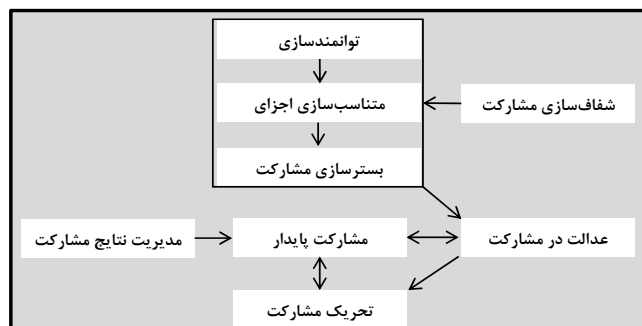 توانمندسازی
متناسب‌سازی اجزای
شفاف‌سازی مشارکت
بسترسازی مشارکت
عدالت در مشارکت
مشارکت پایدار
مدیریت نتایج مشارکت
تحریک مشارکت